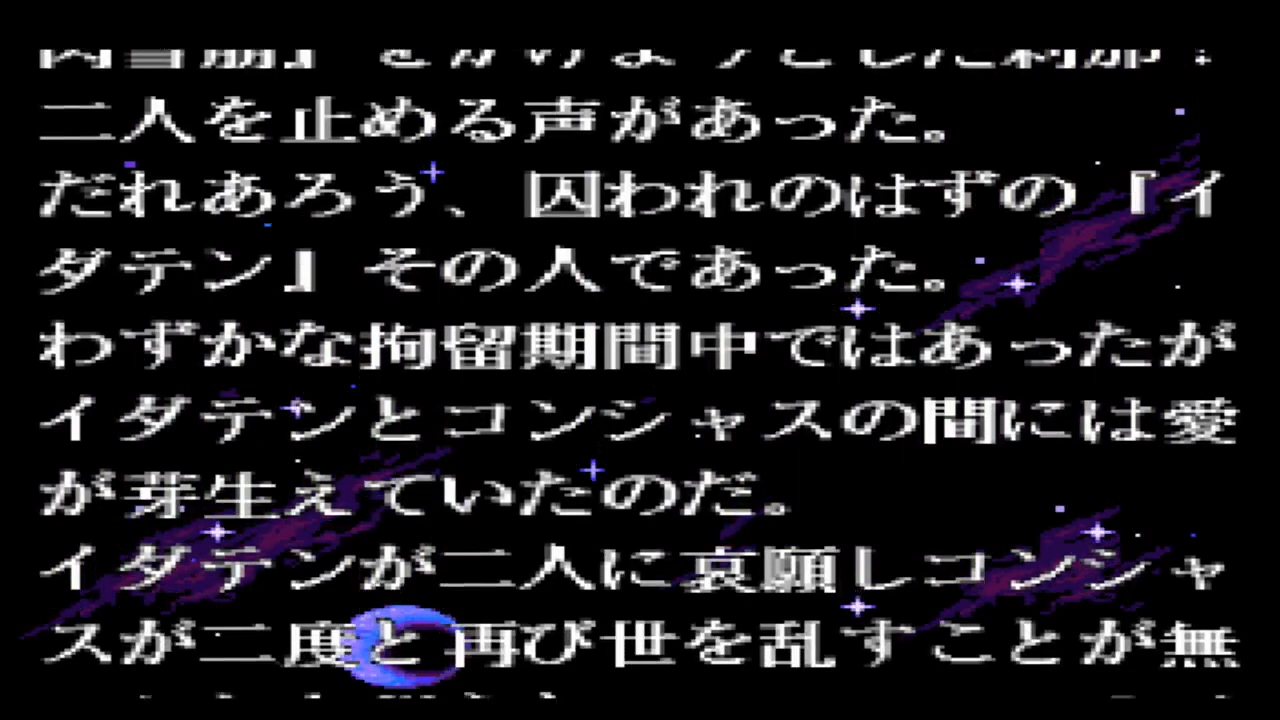 二人を止める声があった。
だれあろう、囚われのはずの『イ
ダテン』その人であった。
わずかな拘留期間中ではあったが
イダテンとコンシャスの間には愛
が芽生えていたのだ。
イダテンが二人に哀願しコンシャ
スが二度と再び世を乱すことが無